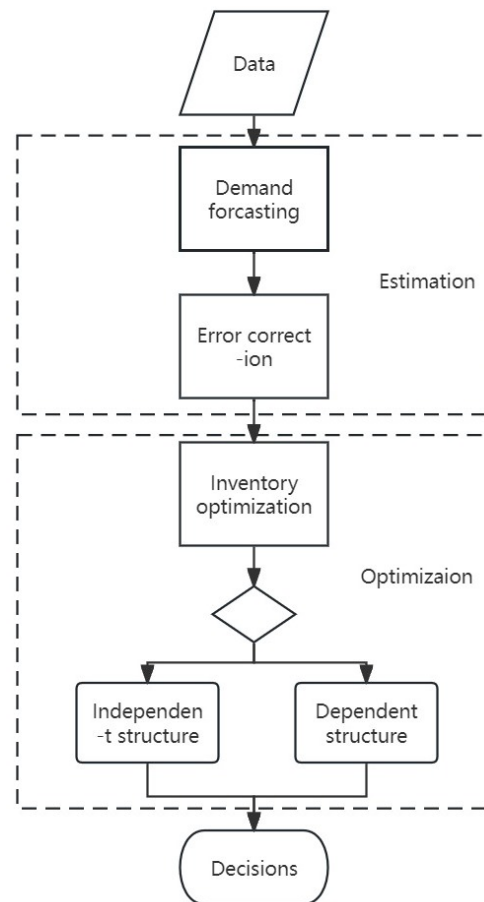 Data
Demand
forcasting
Estimation
Error correct
-ion
Inventory
optimization
Optimizaion
Independen
-t structure
Dependent
structure
Decisions